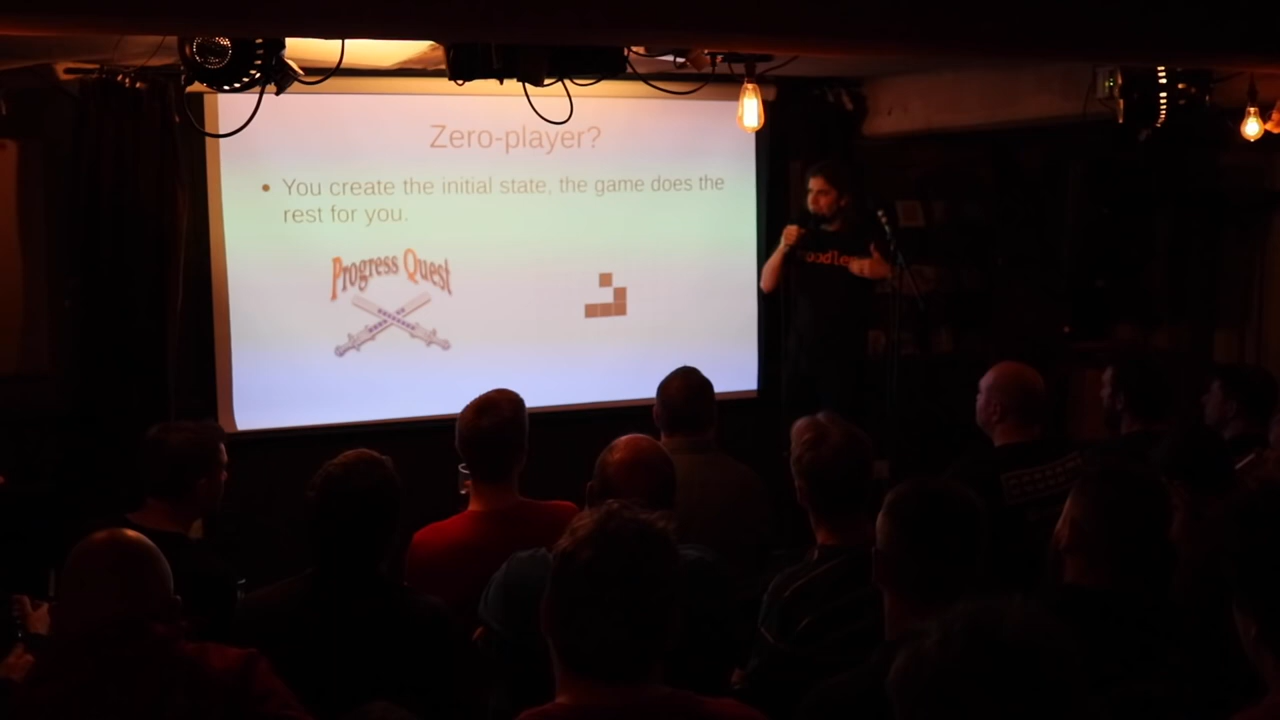 Zero-player?
• You create the initial state, the game does the
rest for you.
Progress Quest